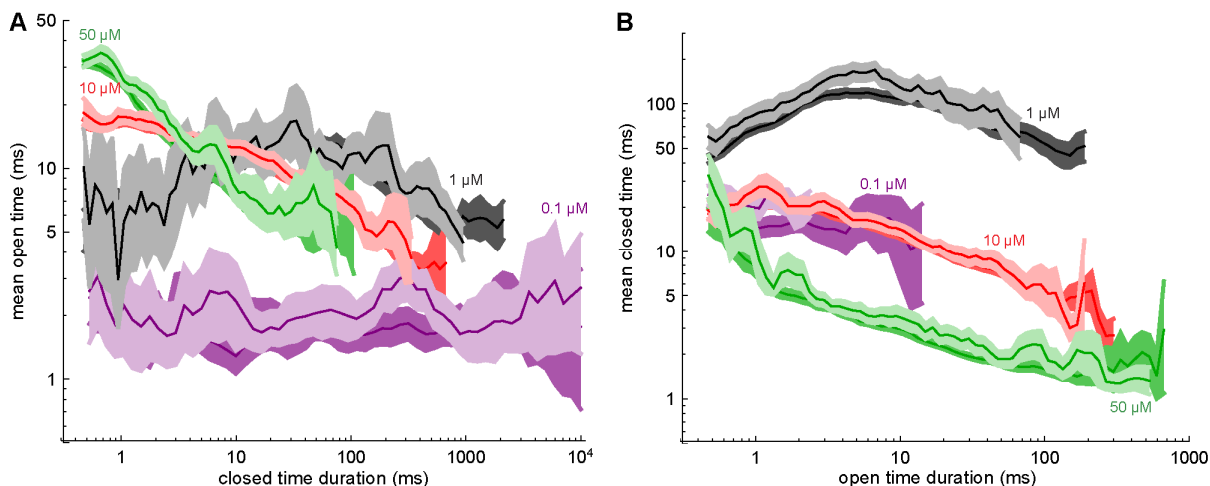 A
50 µM
10 µM
1 µM
0.1 µM
50
10
5
1
mean open time (ms)
1
10
100
1000
10⁴
closed time duration (ms)
B
1 µM
0.1 µM
10 µM
50 µM
100
50
10
5
1
mean closed time (ms)
1
10
100
1000
open time duration (ms)